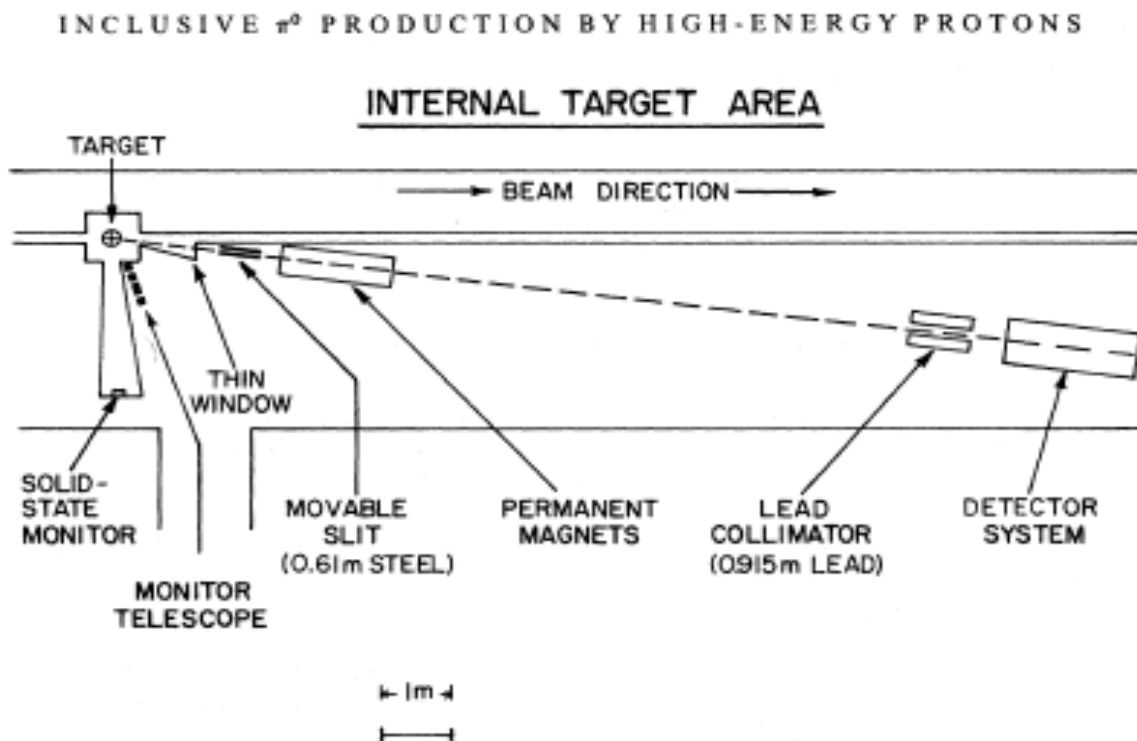 INCLUSIVE π⁰ PRODUCTION BY HIGH-ENERGY PROTONS
INTERNAL TARGET AREA
TARGET
BEAM DIRECTION
THIN
WINDOW
SOLID-
STATE
MONITOR
MONITOR
TELESCOPE
MOVABLE
SLIT
(0.61m STEEL)
PERMANENT
MAGNETS
LEAD
COLLIMATOR
(0.915m LEAD)
DETECTOR
SYSTEM
1m